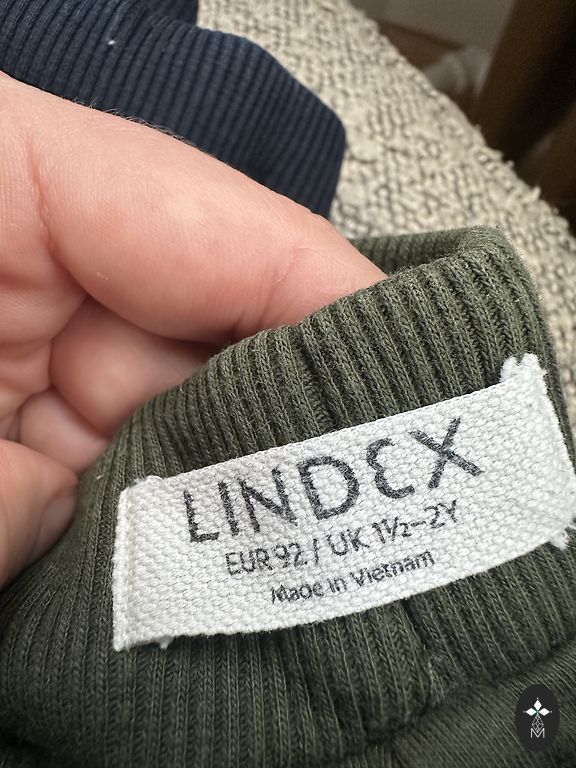 LINDEX
EUR 92 / UK 1½–2Y
Made in Vietnam
M